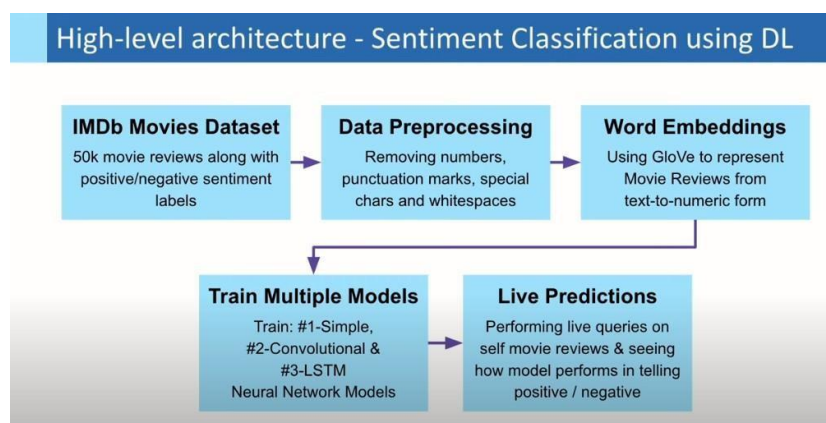 High-level architecture - Sentiment Classification using DL
IMDb Movies Dataset
50k movie reviews along with
positive/negative sentiment
labels
Data Preprocessing
Removing numbers,
punctuation marks, special
chars and whitespaces
Word Embeddings
Using GloVe to represent
Movie Reviews from
text-to-numeric form
Train Multiple Models
Train: #1-Simple,
#2-Convolutional &
#3-LSTM
Neural Network Models
Live Predictions
Performing live queries on
self movie reviews & seeing
how model performs in telling
positive / negative